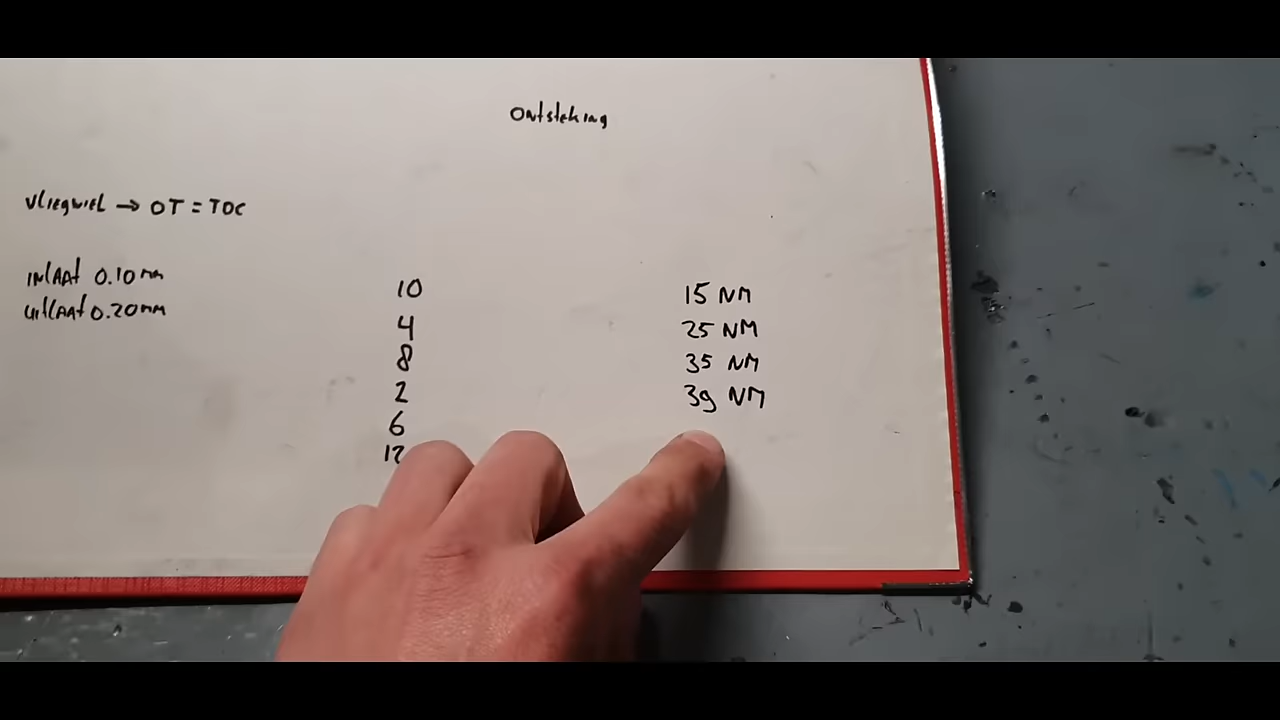 Ontsteking
Vliegwiel → OT = TDC
Inlaat 0.10mm
Uitlaat 0.20mm
10
4
8
2
6
12
15 NM
25 NM
35 NM
39 NM